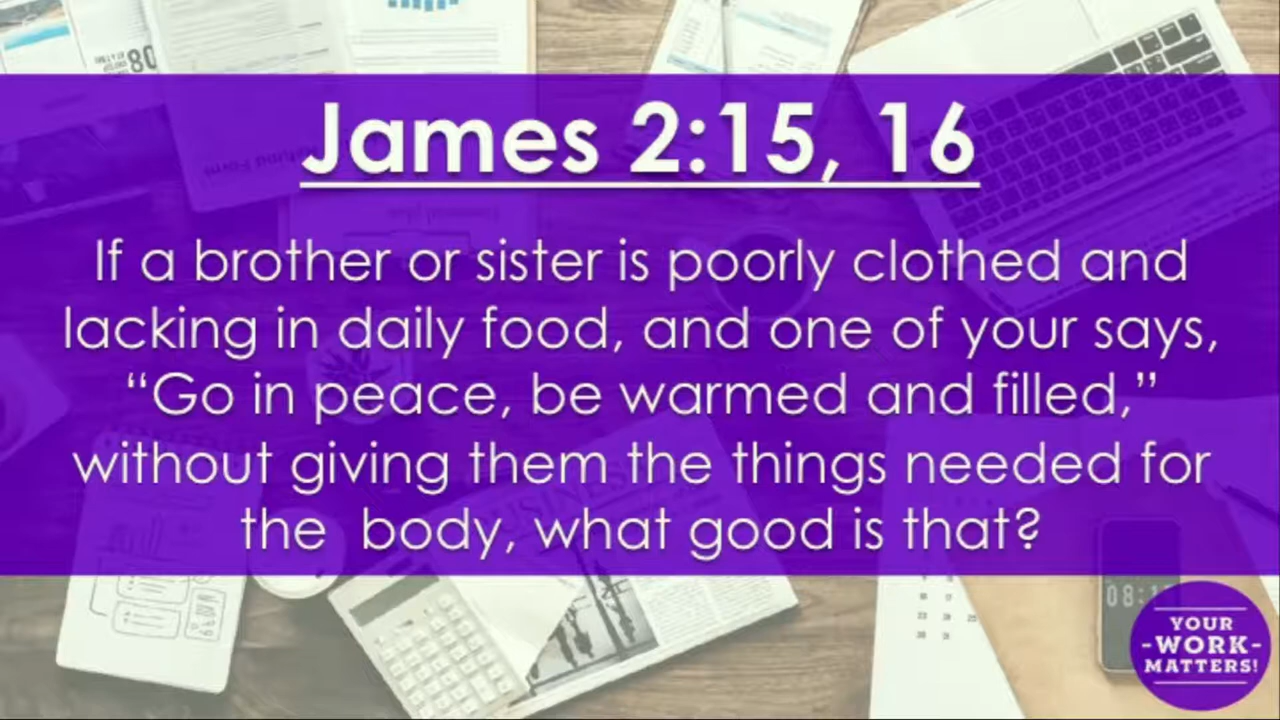 James 2:15, 16
If a brother or sister is poorly clothed and
lacking in daily food, and one of your says,
“Go in peace, be warmed and filled,”
without giving them the things needed for
the body, what good is that?
08:1
YOUR
-WORK-
MATTERS!